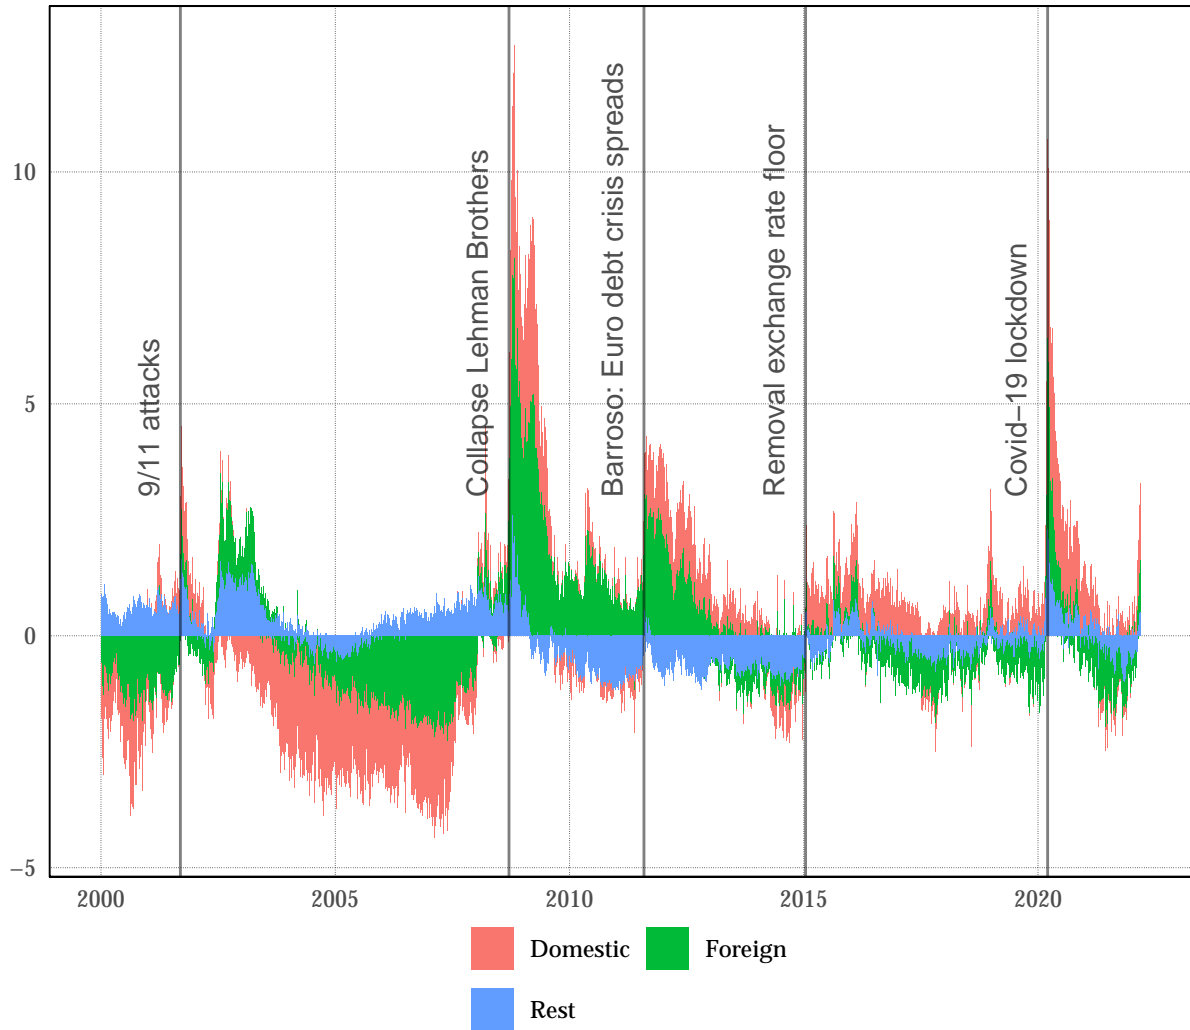 10
5
0
−5
9/11 attacks
Collapse Lehman Brothers
Barroso: Euro debt crisis spreads
Removal exchange rate floor
Covid−19 lockdown
2000
2005
2010
2015
2020
Domestic
Foreign
Rest